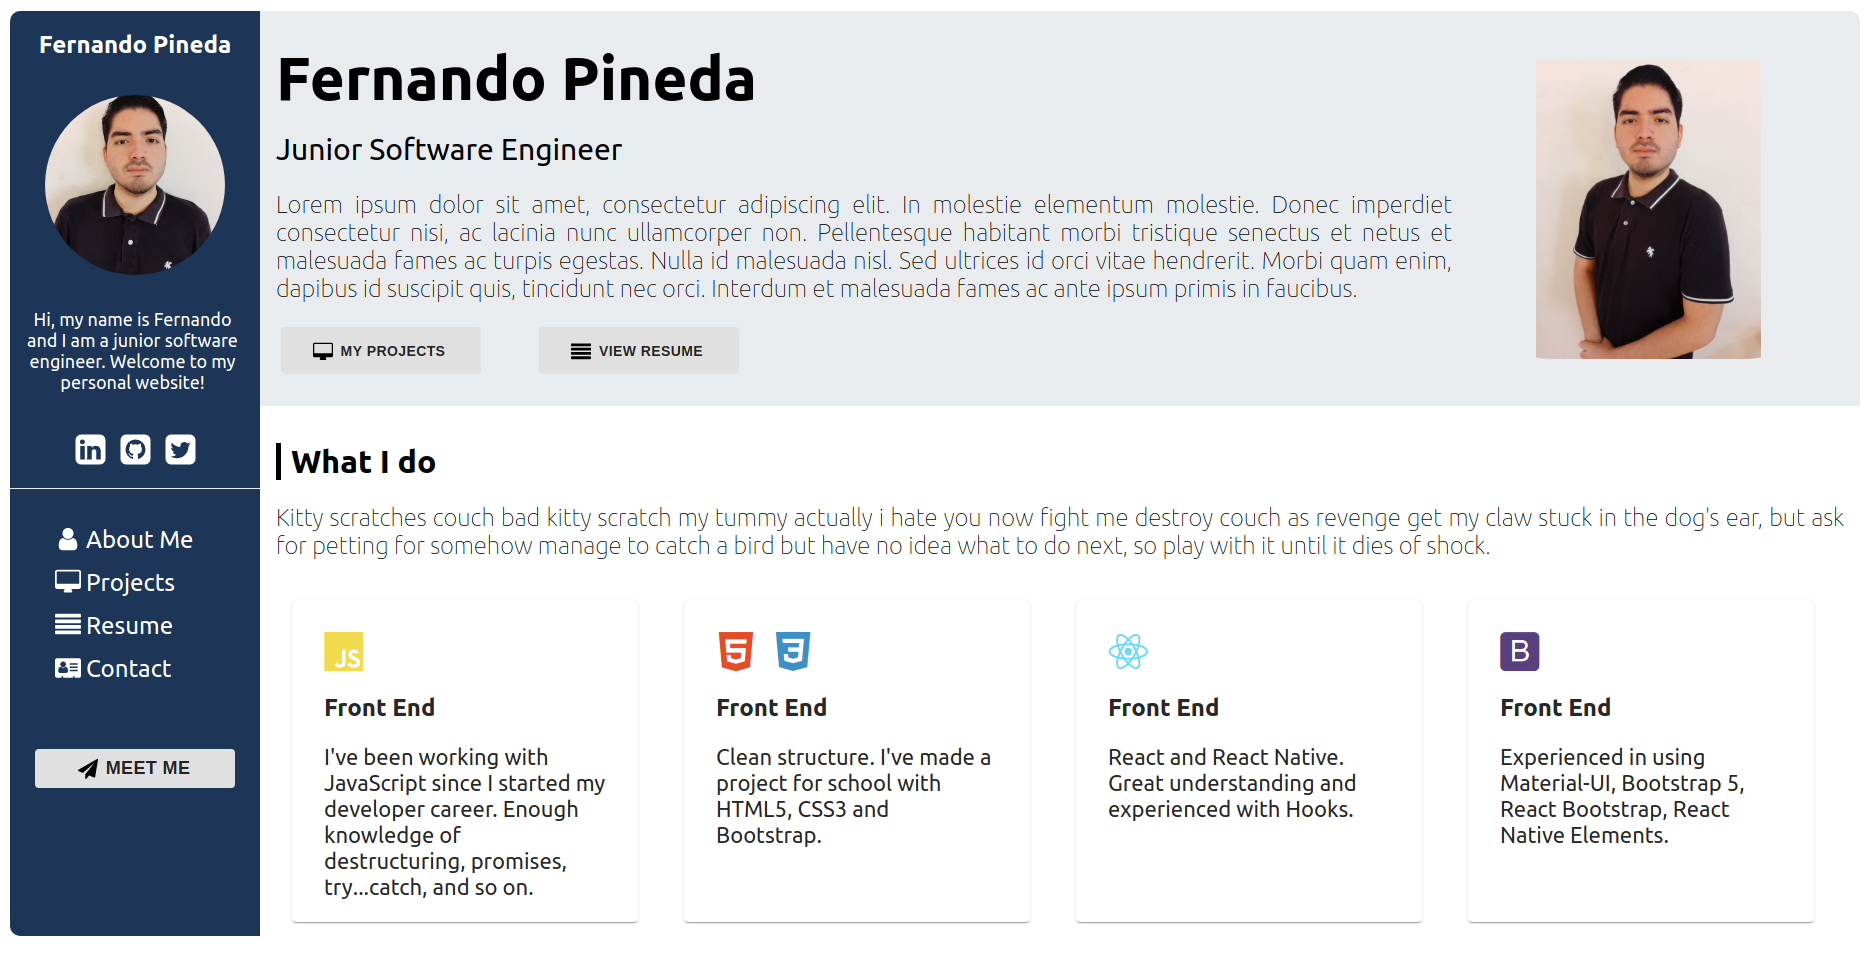 Fernando Pineda
Hi, my name is Fernando
and I am a junior software
engineer. Welcome to my
personal website!
in
About Me
Projects
Resume
Contact
MEET ME
Fernando Pineda
Junior Software Engineer
Lorem ipsum dolor sit amet, consectetur adipiscing elit. In molestie elementum molestie. Donec imperdiet
consectetur nisi, ac lacinia nunc ullamcorper non. Pellentesque habitant morbi tristique senectus et netus et
malesuada fames ac turpis egestas. Nulla id malesuada nisl. Sed ultrices id orci vitae hendrerit. Morbi quam enim,
dapibus id suscipit quis, tincidunt nec orci. Interdum et malesuada fames ac ante ipsum primis in faucibus.
MY PROJECTS
VIEW RESUME
What I do
Kitty scratches couch bad kitty scratch my tummy actually i hate you now fight me destroy couch as revenge get my claw stuck in the dog's ear, but ask
for petting for somehow manage to catch a bird but have no idea what to do next, so play with it until it dies of shock.
JS
Front End
I've been working with
JavaScript since I started my
developer career. Enough
knowledge of
destructuring, promises,
try...catch, and so on.
5 3
Front End
Clean structure. I've made a
project for school with
HTML5, CSS3 and
Bootstrap.
Front End
React and React Native.
Great understanding and
experienced with Hooks.
B
Front End
Experienced in using
Material-UI, Bootstrap 5,
React Bootstrap, React
Native Elements.